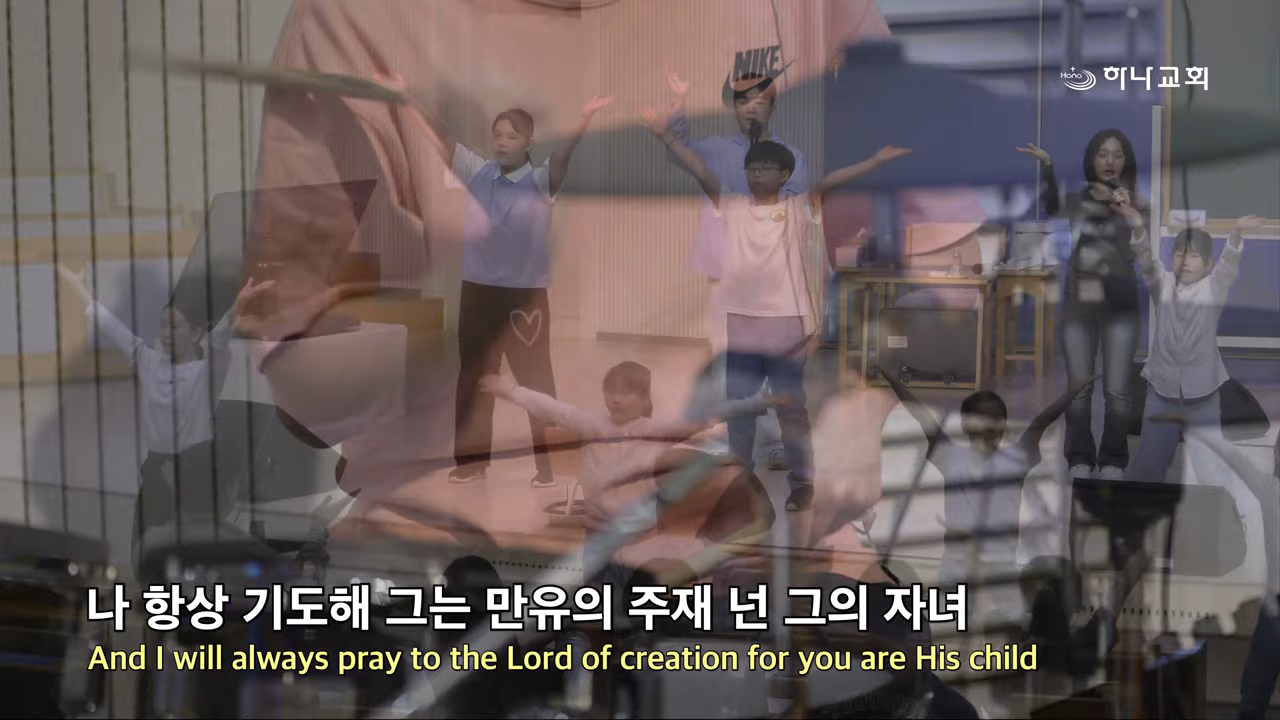 NIKE
Hana 하나교회
나 항상 기도해 그는 만유의 주재 넌 그의 자녀
And I will always pray to the Lord of creation for you are His child